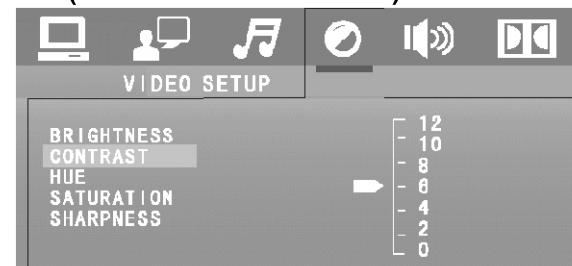 VIDEO SETUP
BRIGHTNESS
CONTRAST
HUE
SATURATION
SHARPNESS
12
10
8
6
4
2
0